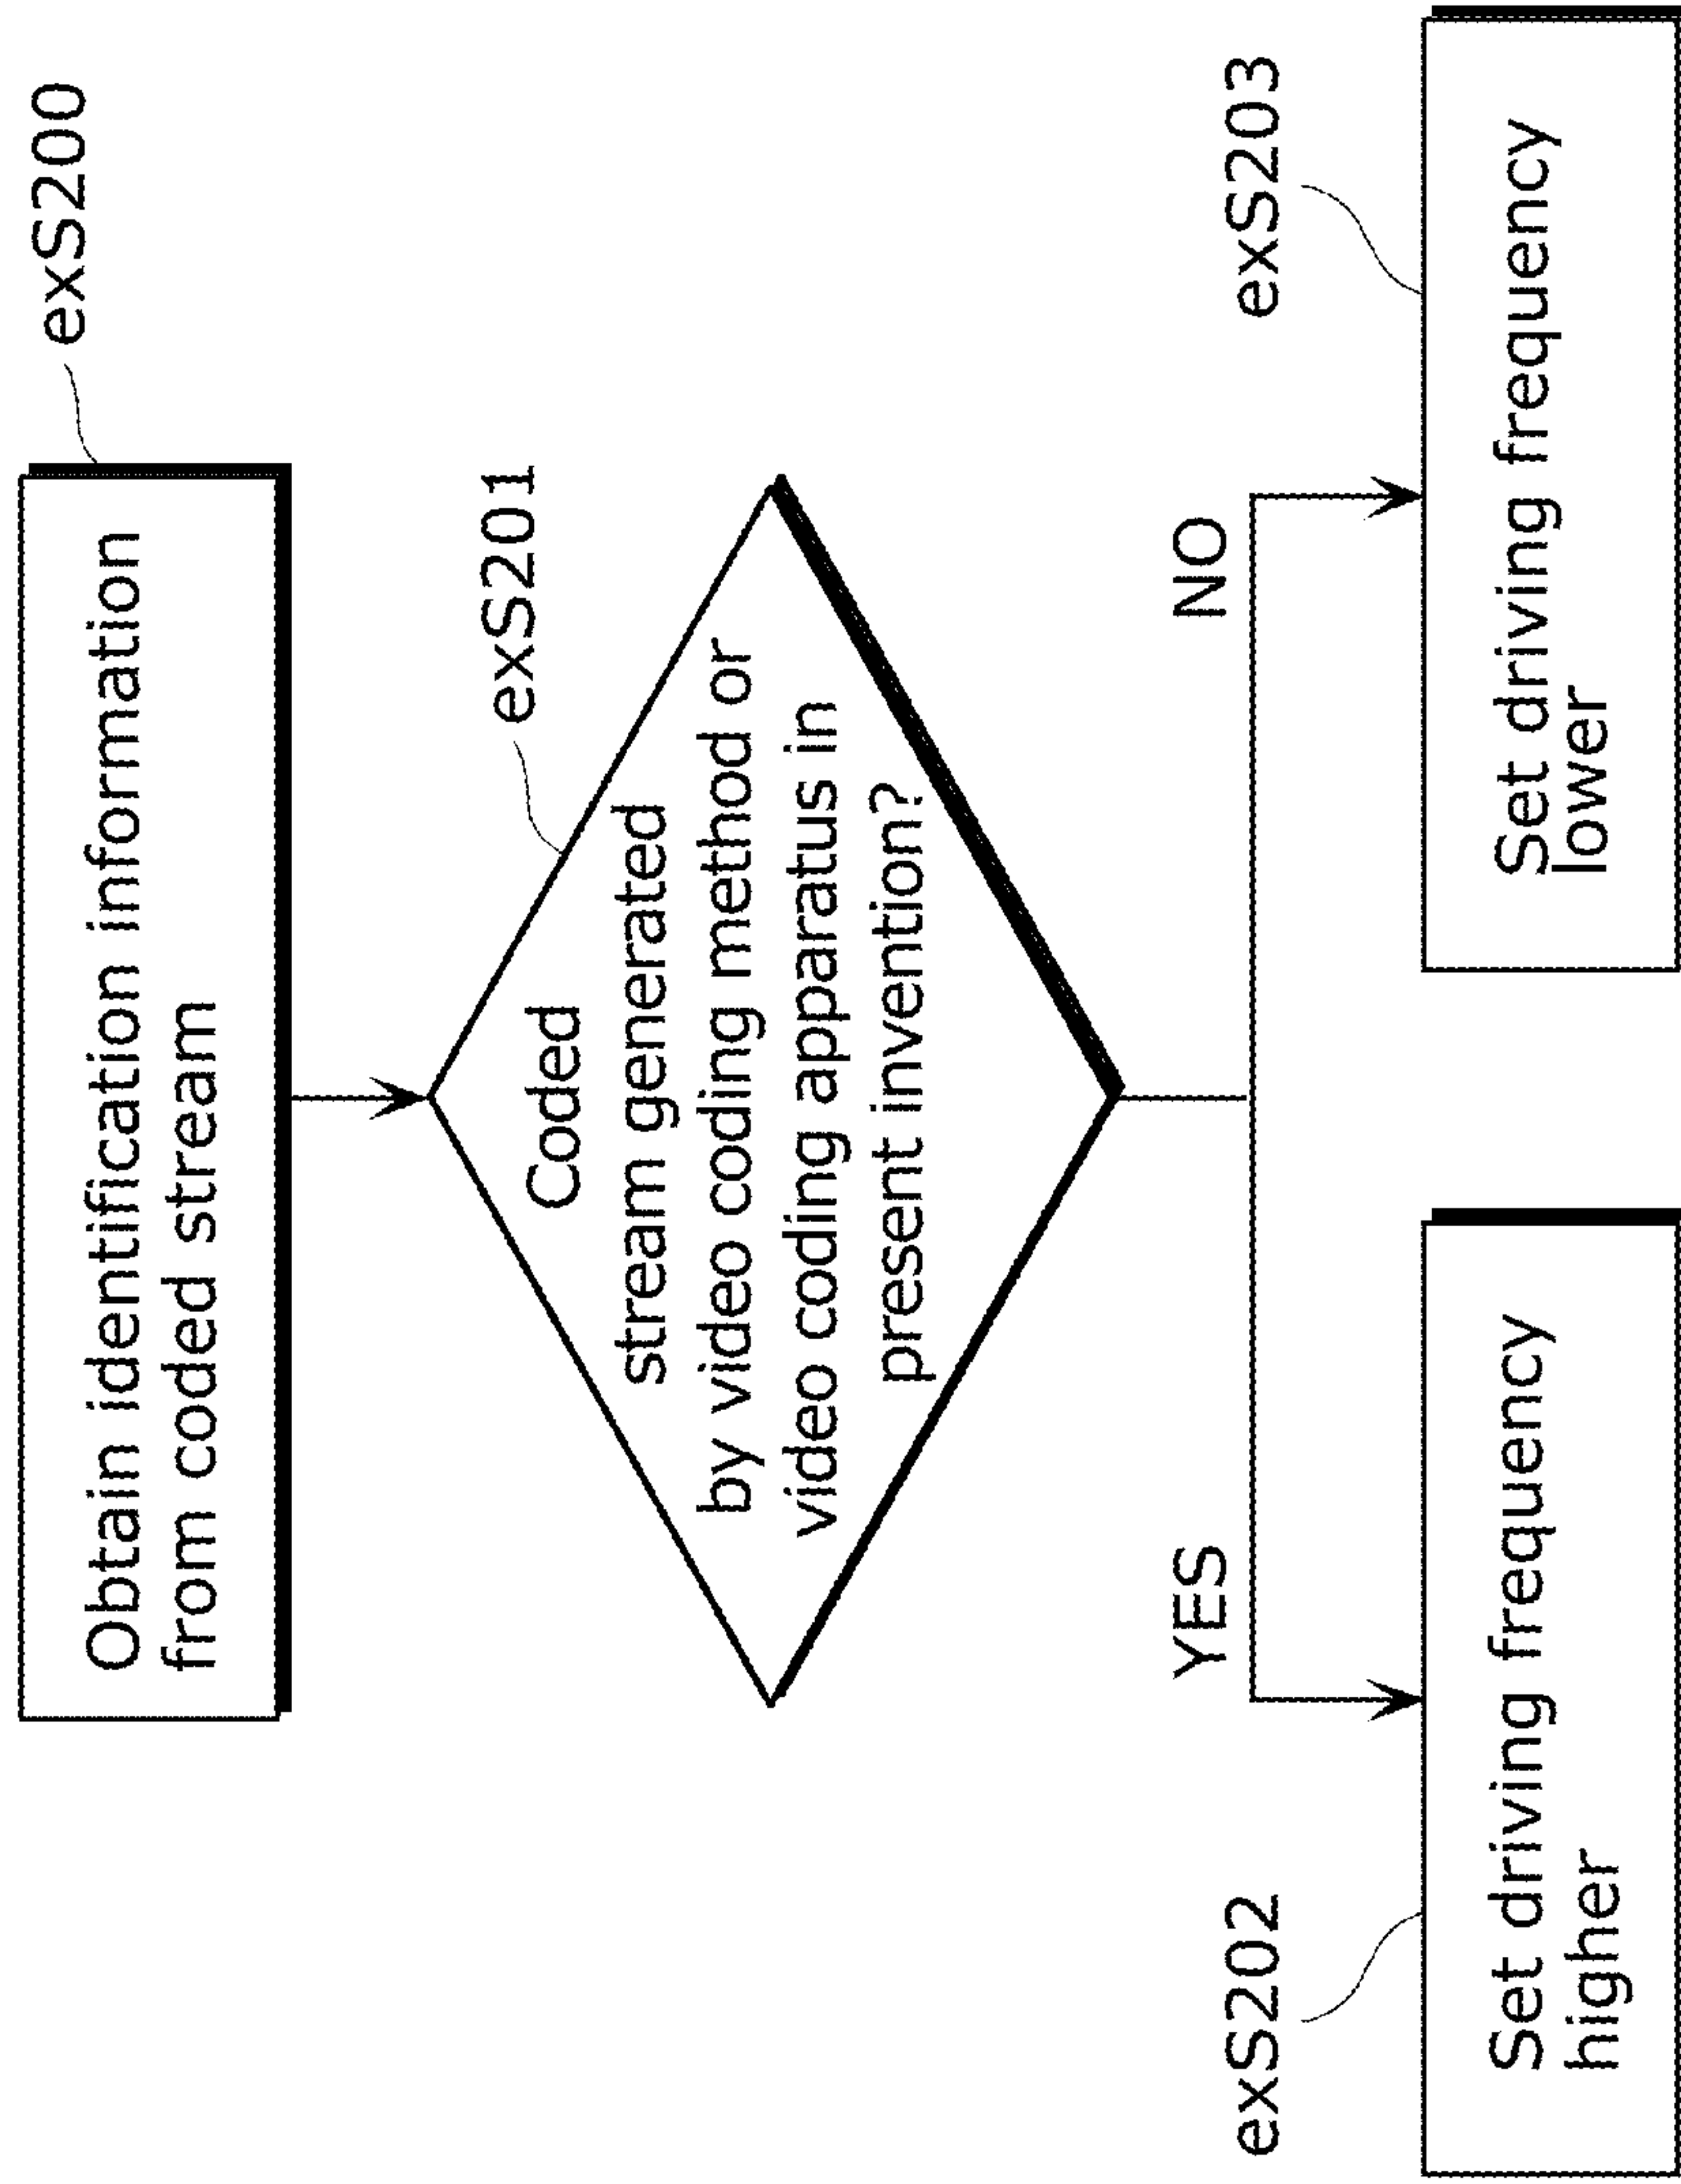 exS200
Obtain identification information
from coded stream
exS201
Coded
stream generated
by video coding method or
video coding apparatus in
present invention?
YES
NO
exS202
exS203
Set driving frequency
higher
Set driving frequency
lower